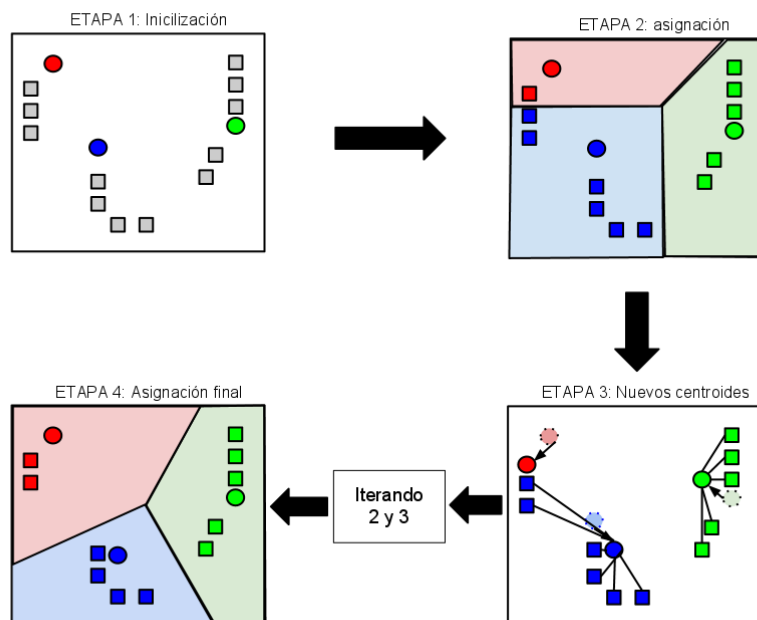 ETAPA 1: Inicilización
ETAPA 2: asignación
ETAPA 3: Nuevos centroides
Iterando
2 y 3
ETAPA 4: Asignación final